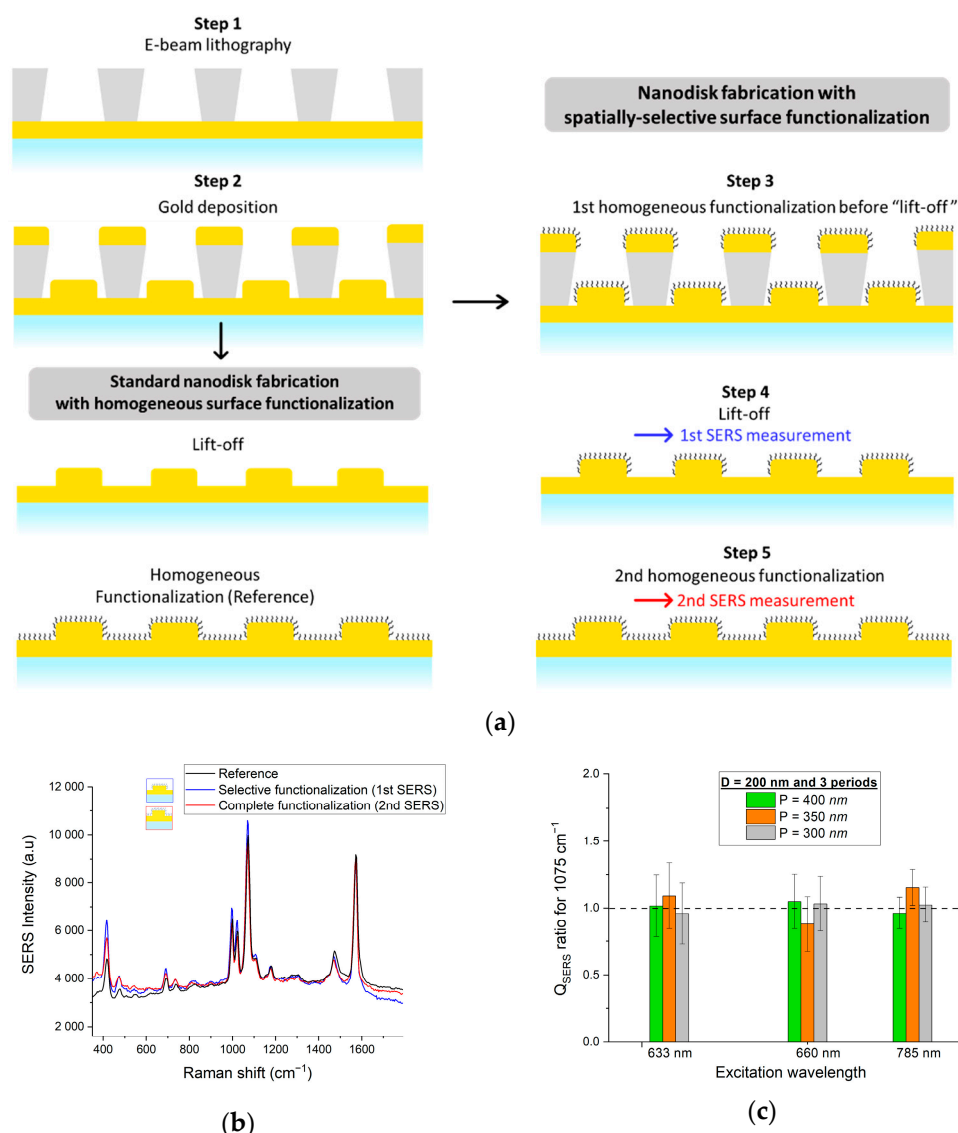 Step 1
E-beam lithography
Nanodisk fabrication with
spatially-selective surface functionalization
Step 2
Gold deposition
Step 3
1st homogeneous functionalization before “lift-off”
Standard nanodisk fabrication
with homogeneous surface functionalization
Lift-off
Step 4
Lift-off
1st SERS measurement
Homogeneous
Functionalization (Reference)
Step 5
2nd homogeneous functionalization
2nd SERS measurement
(a)
Reference
Selective functionalization (1st SERS)
Complete functionalization (2nd SERS)
SERS Intensity (a.u)
12 000
10 000
8 000
6 000
4 000
2 000
400 600 800 1000 1200 1400 1600
Raman shift (cm⁻¹)
(b)
D = 200 nm and 3 periods
P = 400 nm
P = 350 nm
P = 300 nm
Q_SERS ratio for 1075 cm⁻¹
2.0
1.5
1.0
0.5
0.0
633 nm 660 nm 785 nm
Excitation wavelength
(c)